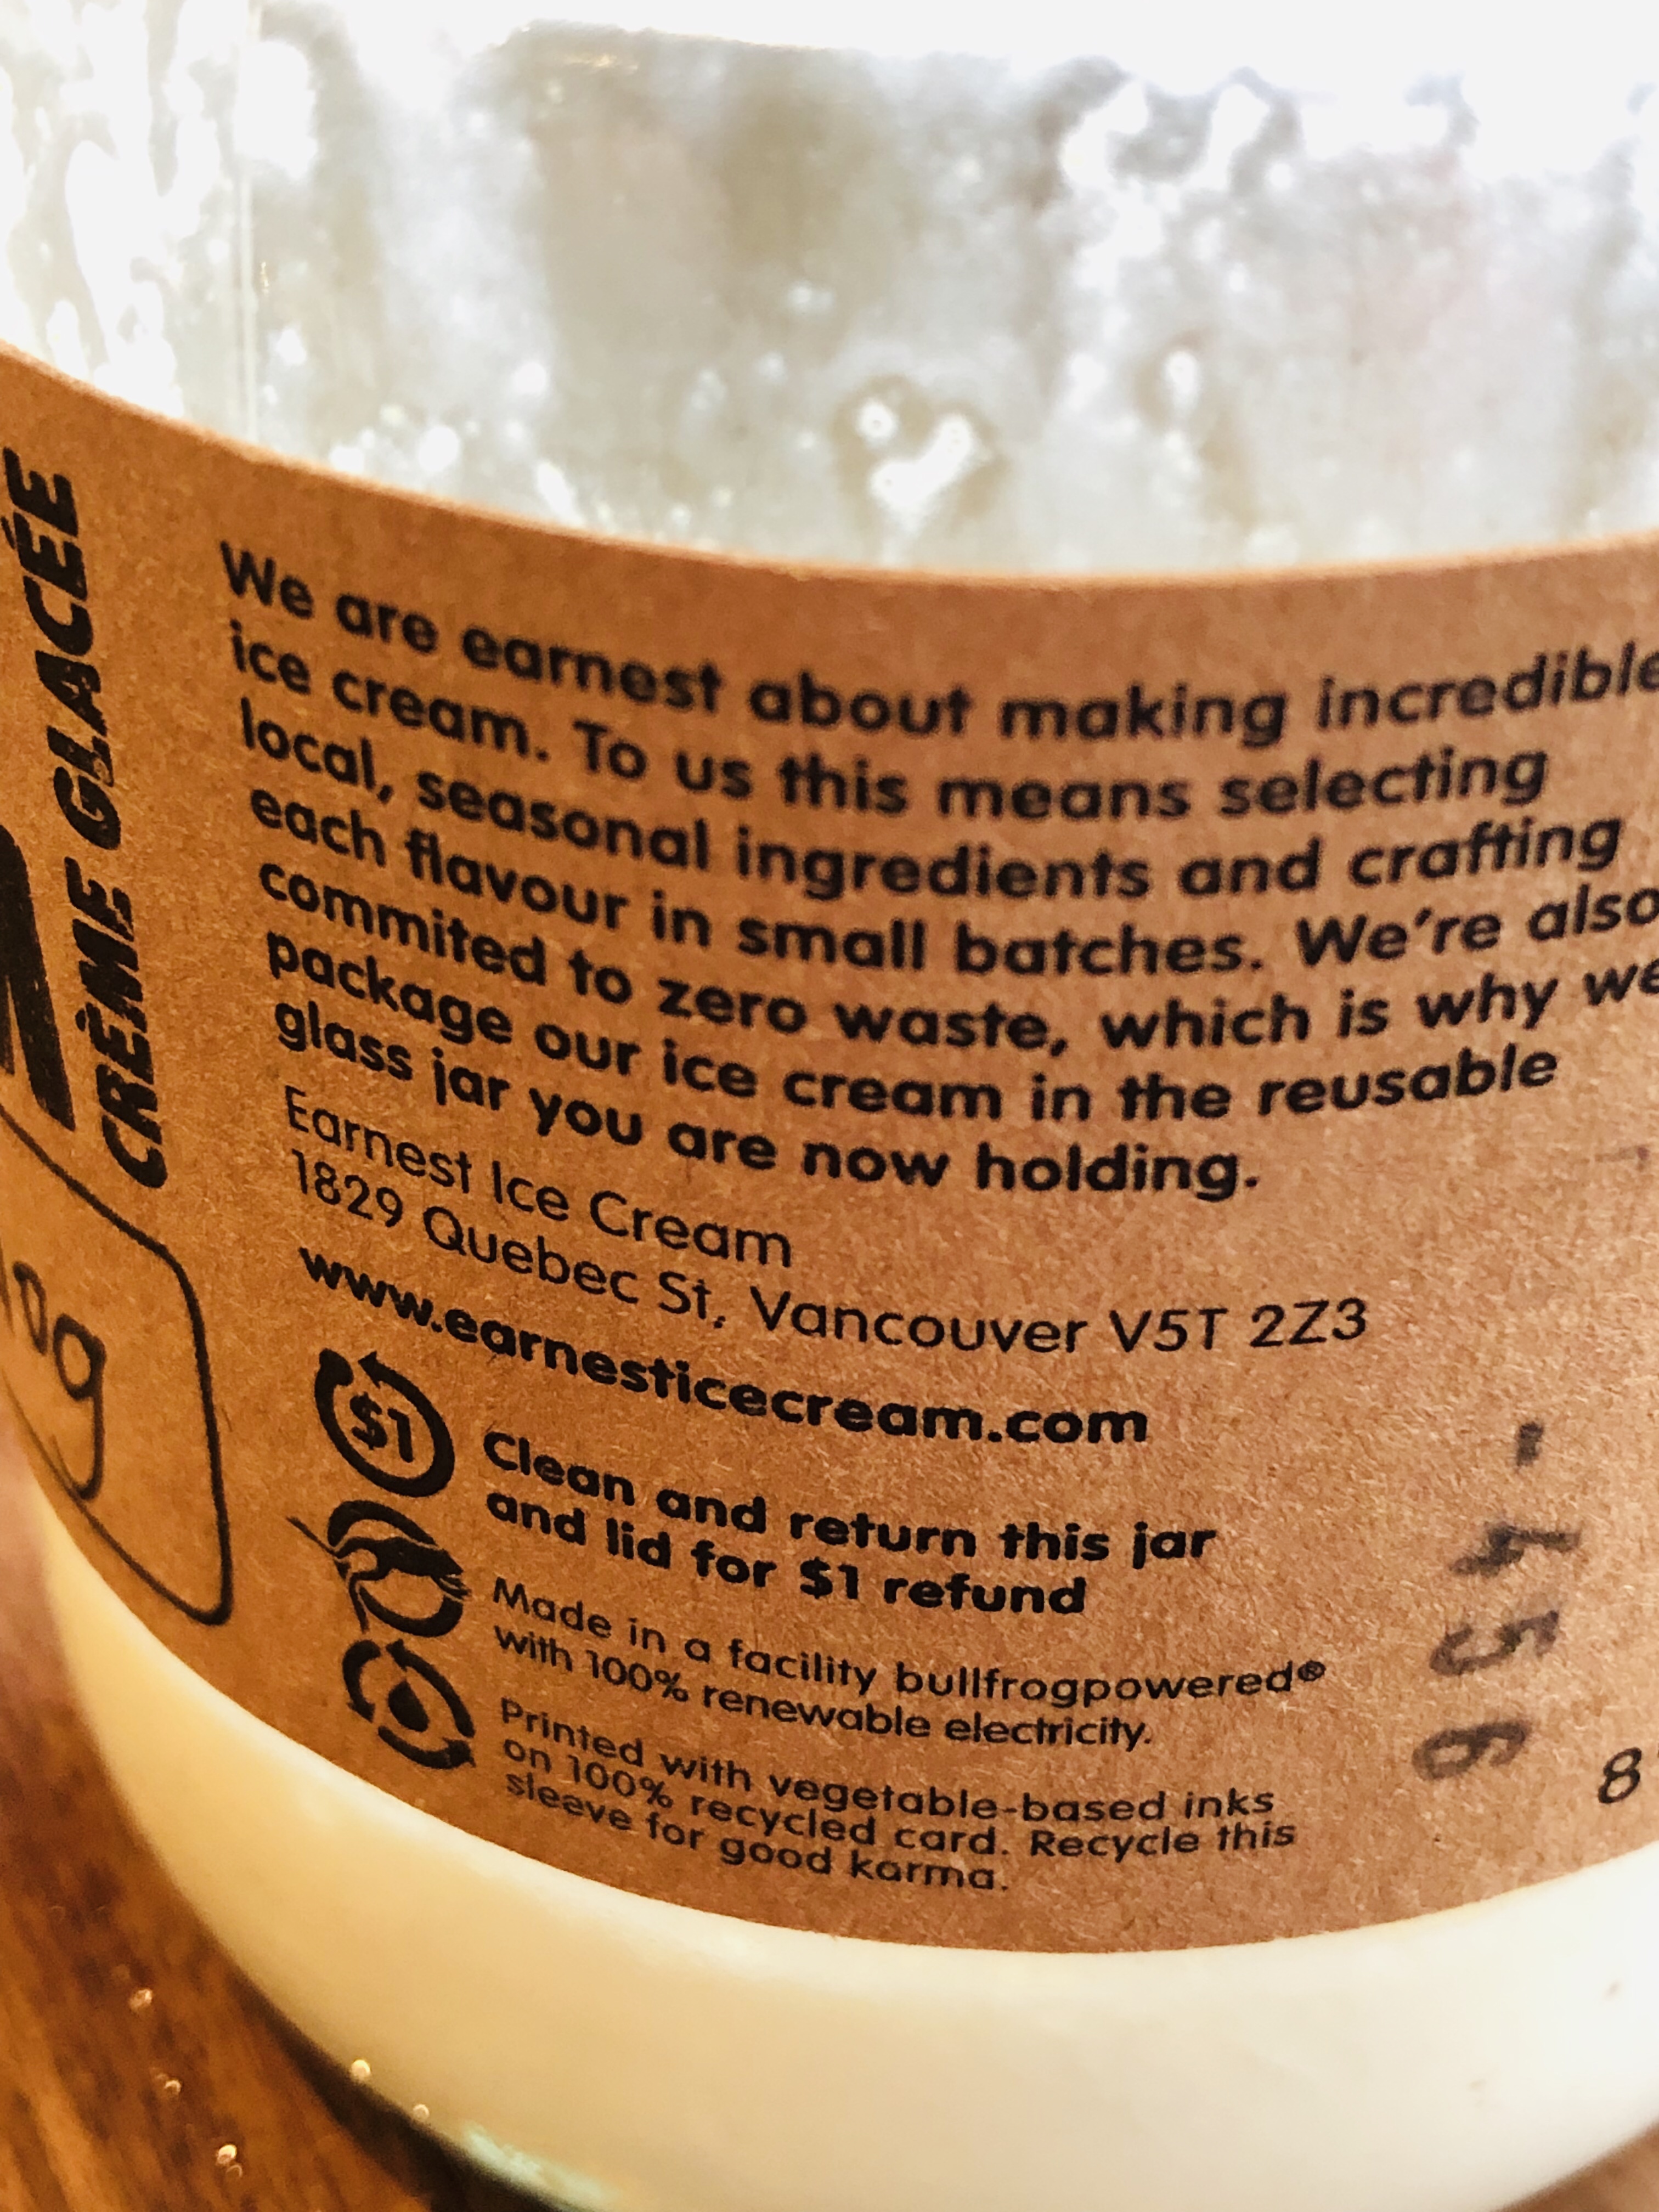 CRÈME GLACÉE
We are earnest about making incredible
ice cream. To us this means selecting
local, seasonal ingredients and crafting
each flavour in small batches. We're also
commited to zero waste, which is why we
package our ice cream in the reusable
glass jar you are now holding.
Earnest Ice Cream
1829 Quebec St, Vancouver V5T 2Z3
www.earnesticecream.com
$1
Clean and return this jar
and lid for $1 refund
Made in a facility bullfrogpowered®
with 100% renewable electricity.
Printed with vegetable-based inks
on 100% recycled card. Recycle this
sleeve for good karma.